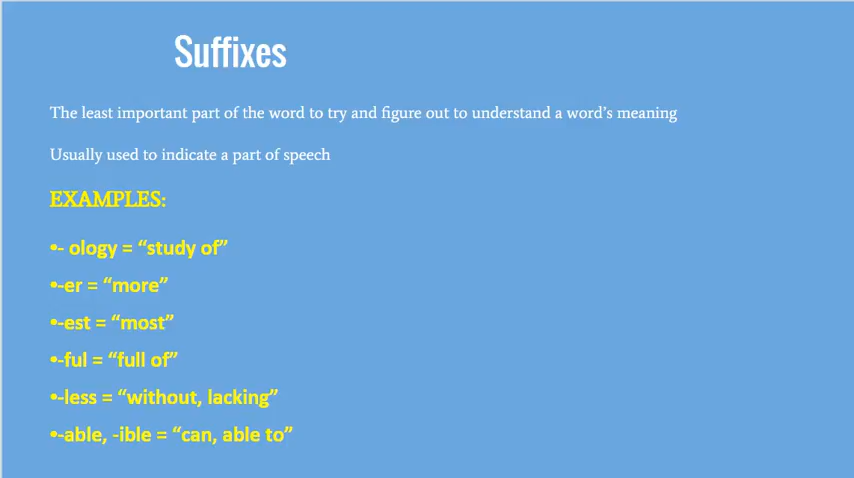 Suffixes
The least important part of the word to try and figure out to understand a word’s meaning
Usually used to indicate a part of speech
EXAMPLES:
•- ology = “study of”
•-er = “more”
•-est = “most”
•-ful = “full of”
•-less = “without, lacking”
•-able, -ible = “can, able to”